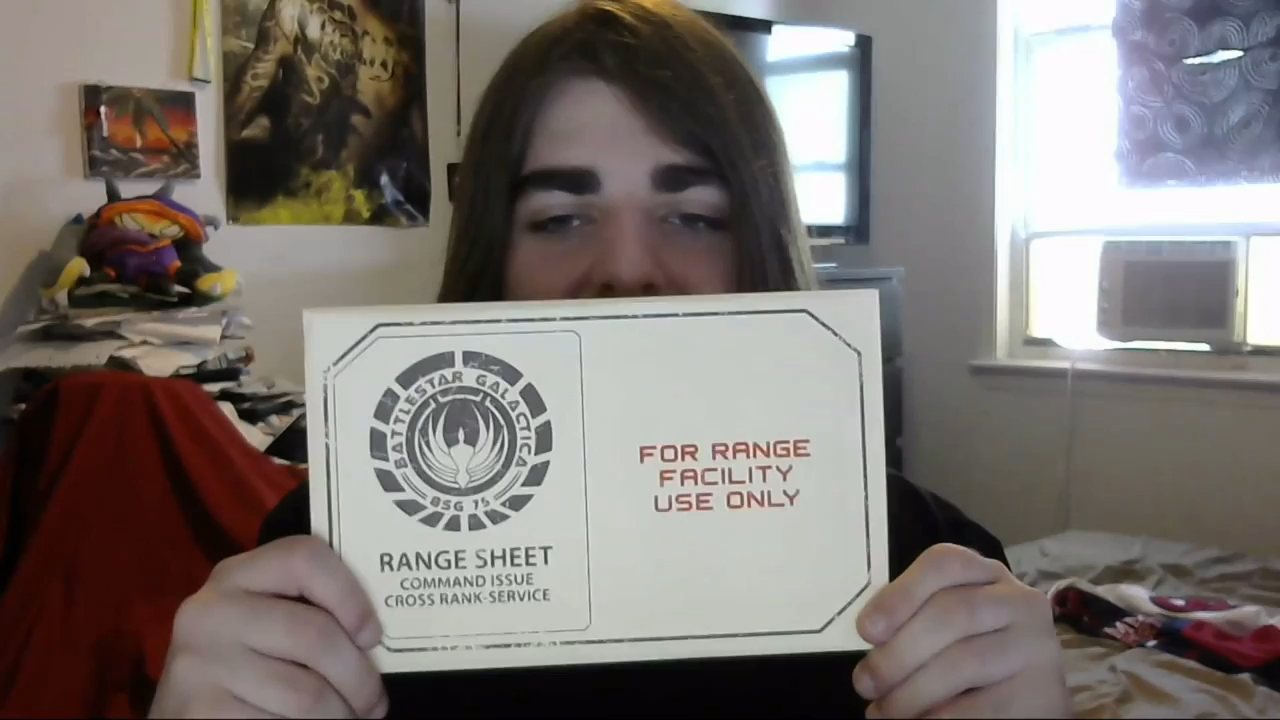 BATTLESTAR GALACTICA
BSG 75
RANGE SHEET
COMMAND ISSUE
CROSS RANK-SERVICE
FOR RANGE
FACILITY
USE ONLY